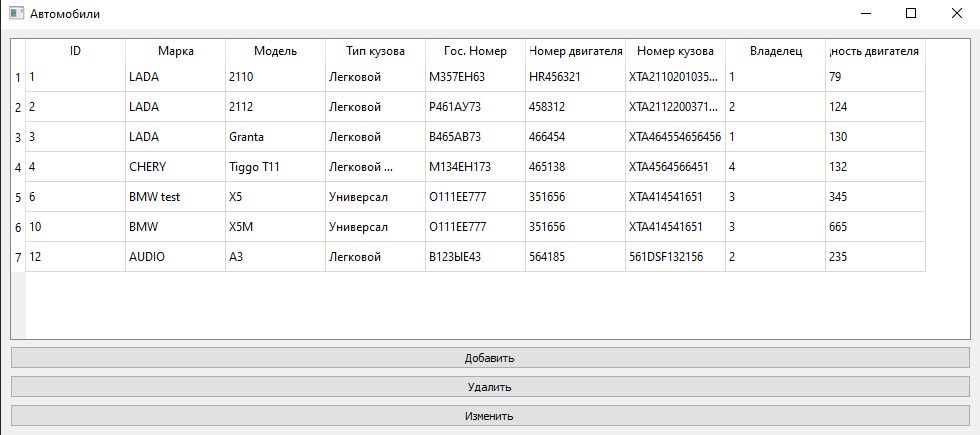 Автомобили
ID Марка Модель Тип кузова Гос. Номер Номер двигателя Номер кузова Владелец ность двигателя
1 1 LADA 2110 Легковой М357ЕН63 HR456321 XTA2110201035... 1 79
2 2 LADA 2112 Легковой Р461АУ73 458312 XTA2112200371... 2 124
3 3 LADA Granta Легковой В465АВ73 466454 XTA464554656456 1 130
4 4 CHERY Tiggo T11 Легковой ... М134ЕН173 465138 XTA4564566451 4 132
5 6 BMW test X5 Универсал О111ЕЕ777 351656 XTA414541651 3 345
6 10 BMW X5M Универсал О111ЕЕ777 351656 XTA414541651 3 665
7 12 AUDIO A3 Легковой В123ЫЕ43 564185 561DSF132156 2 235
Добавить
Удалить
Изменить